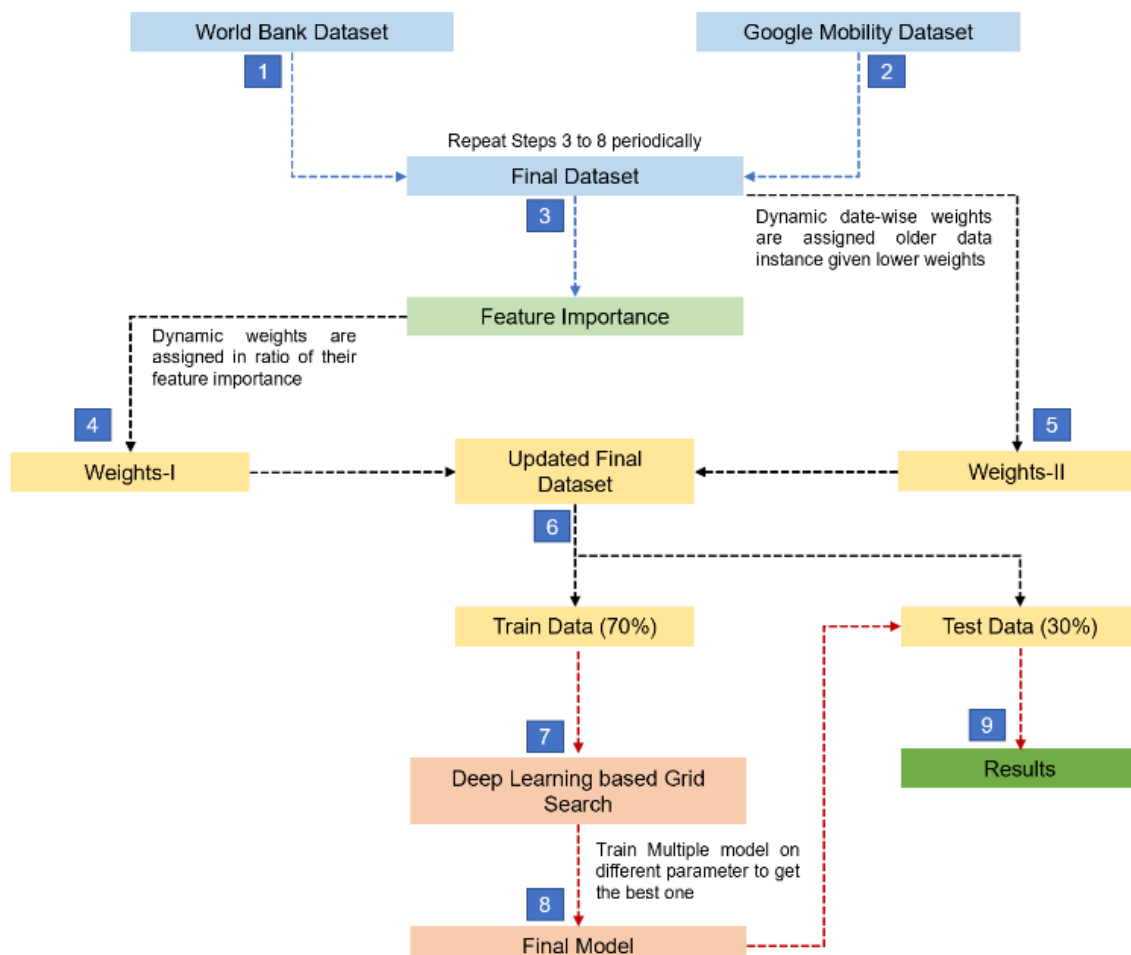 World Bank Dataset
Google Mobility Dataset
1
2
Repeat Steps 3 to 8 periodically
Final Dataset
3
Dynamic date-wise weights
are assigned older data
instance given lower weights
Feature Importance
Dynamic weights are
assigned in ratio of their
feature importance
4
5
Weights-I
Updated Final
Dataset
Weights-II
6
Train Data (70%)
Test Data (30%)
7
9
Deep Learning based Grid
Search
Results
Train Multiple model on
different parameter to get
the best one
8
Final Model